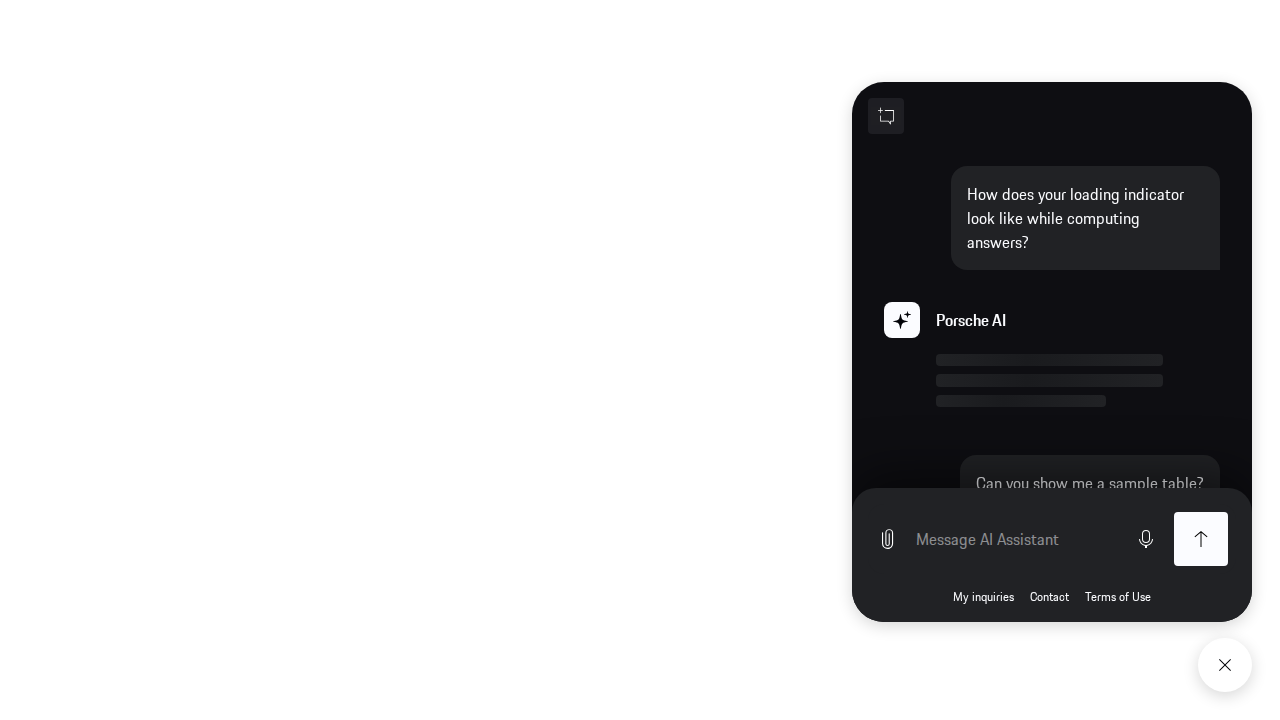 How does your loading indicator
look like while computing
answers?
Porsche AI
Can you show me a sample table?
Message AI Assistant
My inquiries Contact Terms of Use